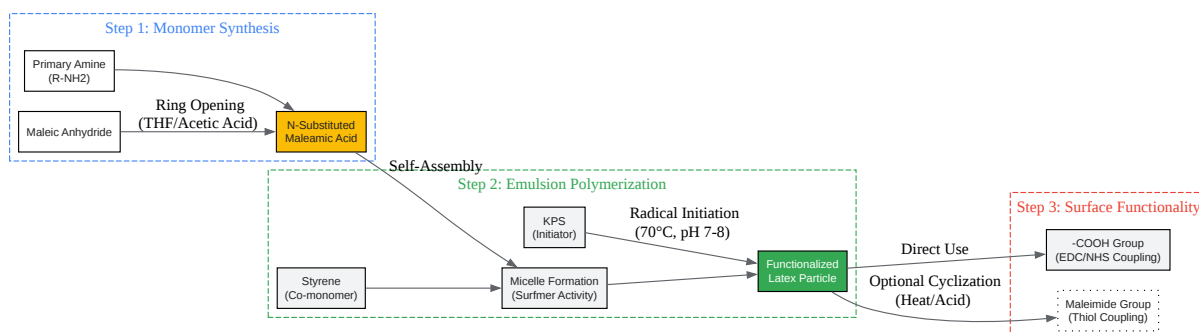 Step 1: Monomer Synthesis
Primary Amine
(R-NH2)
Maleic Anhydride
Ring Opening
(THF/Acetic Acid)
N-Substituted
Maleamic Acid
Self-Assembly
Step 2: Emulsion Polymerization
KPS
(Initiator)
Radical Initiation
(70°C, pH 7-8)
Styrene
(Co-monomer)
Micelle Formation
(Surfmer Activity)
Functionalized
Latex Particle
Direct Use
Optional Cyclization
(Heat/Acid)
Step 3: Surface Functionality
-COOH Group
(EDC/NHS Coupling)
Maleimide Group
(Thiol Coupling)